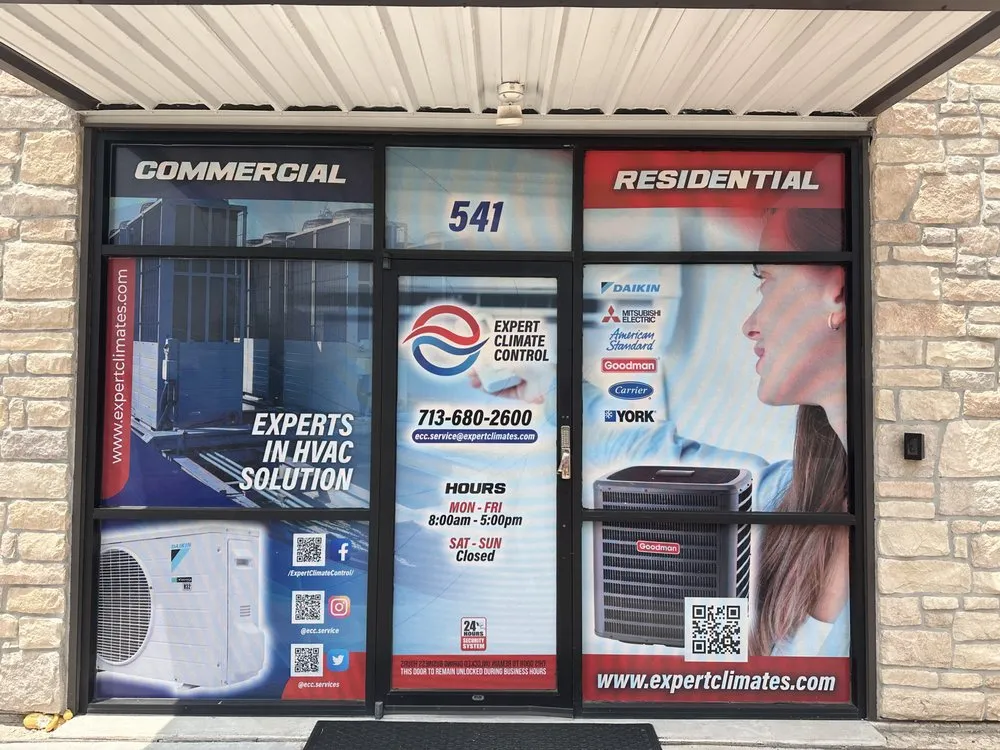 COMMERCIAL
541
RESIDENTIAL
www.expertclimates.com
EXPERTS
IN HVAC
SOLUTION
DAIKIN
R32
/ExpertClimateControl/
@ecc.service
@ecc.services
EXPERT
CLIMATE
CONTROL
713-680-2600
ecc.service@expertclimates.com
HOURS
MON - FRI
8:00am - 5:00pm
SAT - SUN
Closed
24
HOURS
SECURITY
SYSTEM
THIS DOOR TO REMAIN UNLOCKED DURING BUSINESS HOURS
DAIKIN
MITSUBISHI
ELECTRIC
American
Standard
Goodman
Carrier
YORK
Goodman
www.expertclimates.com